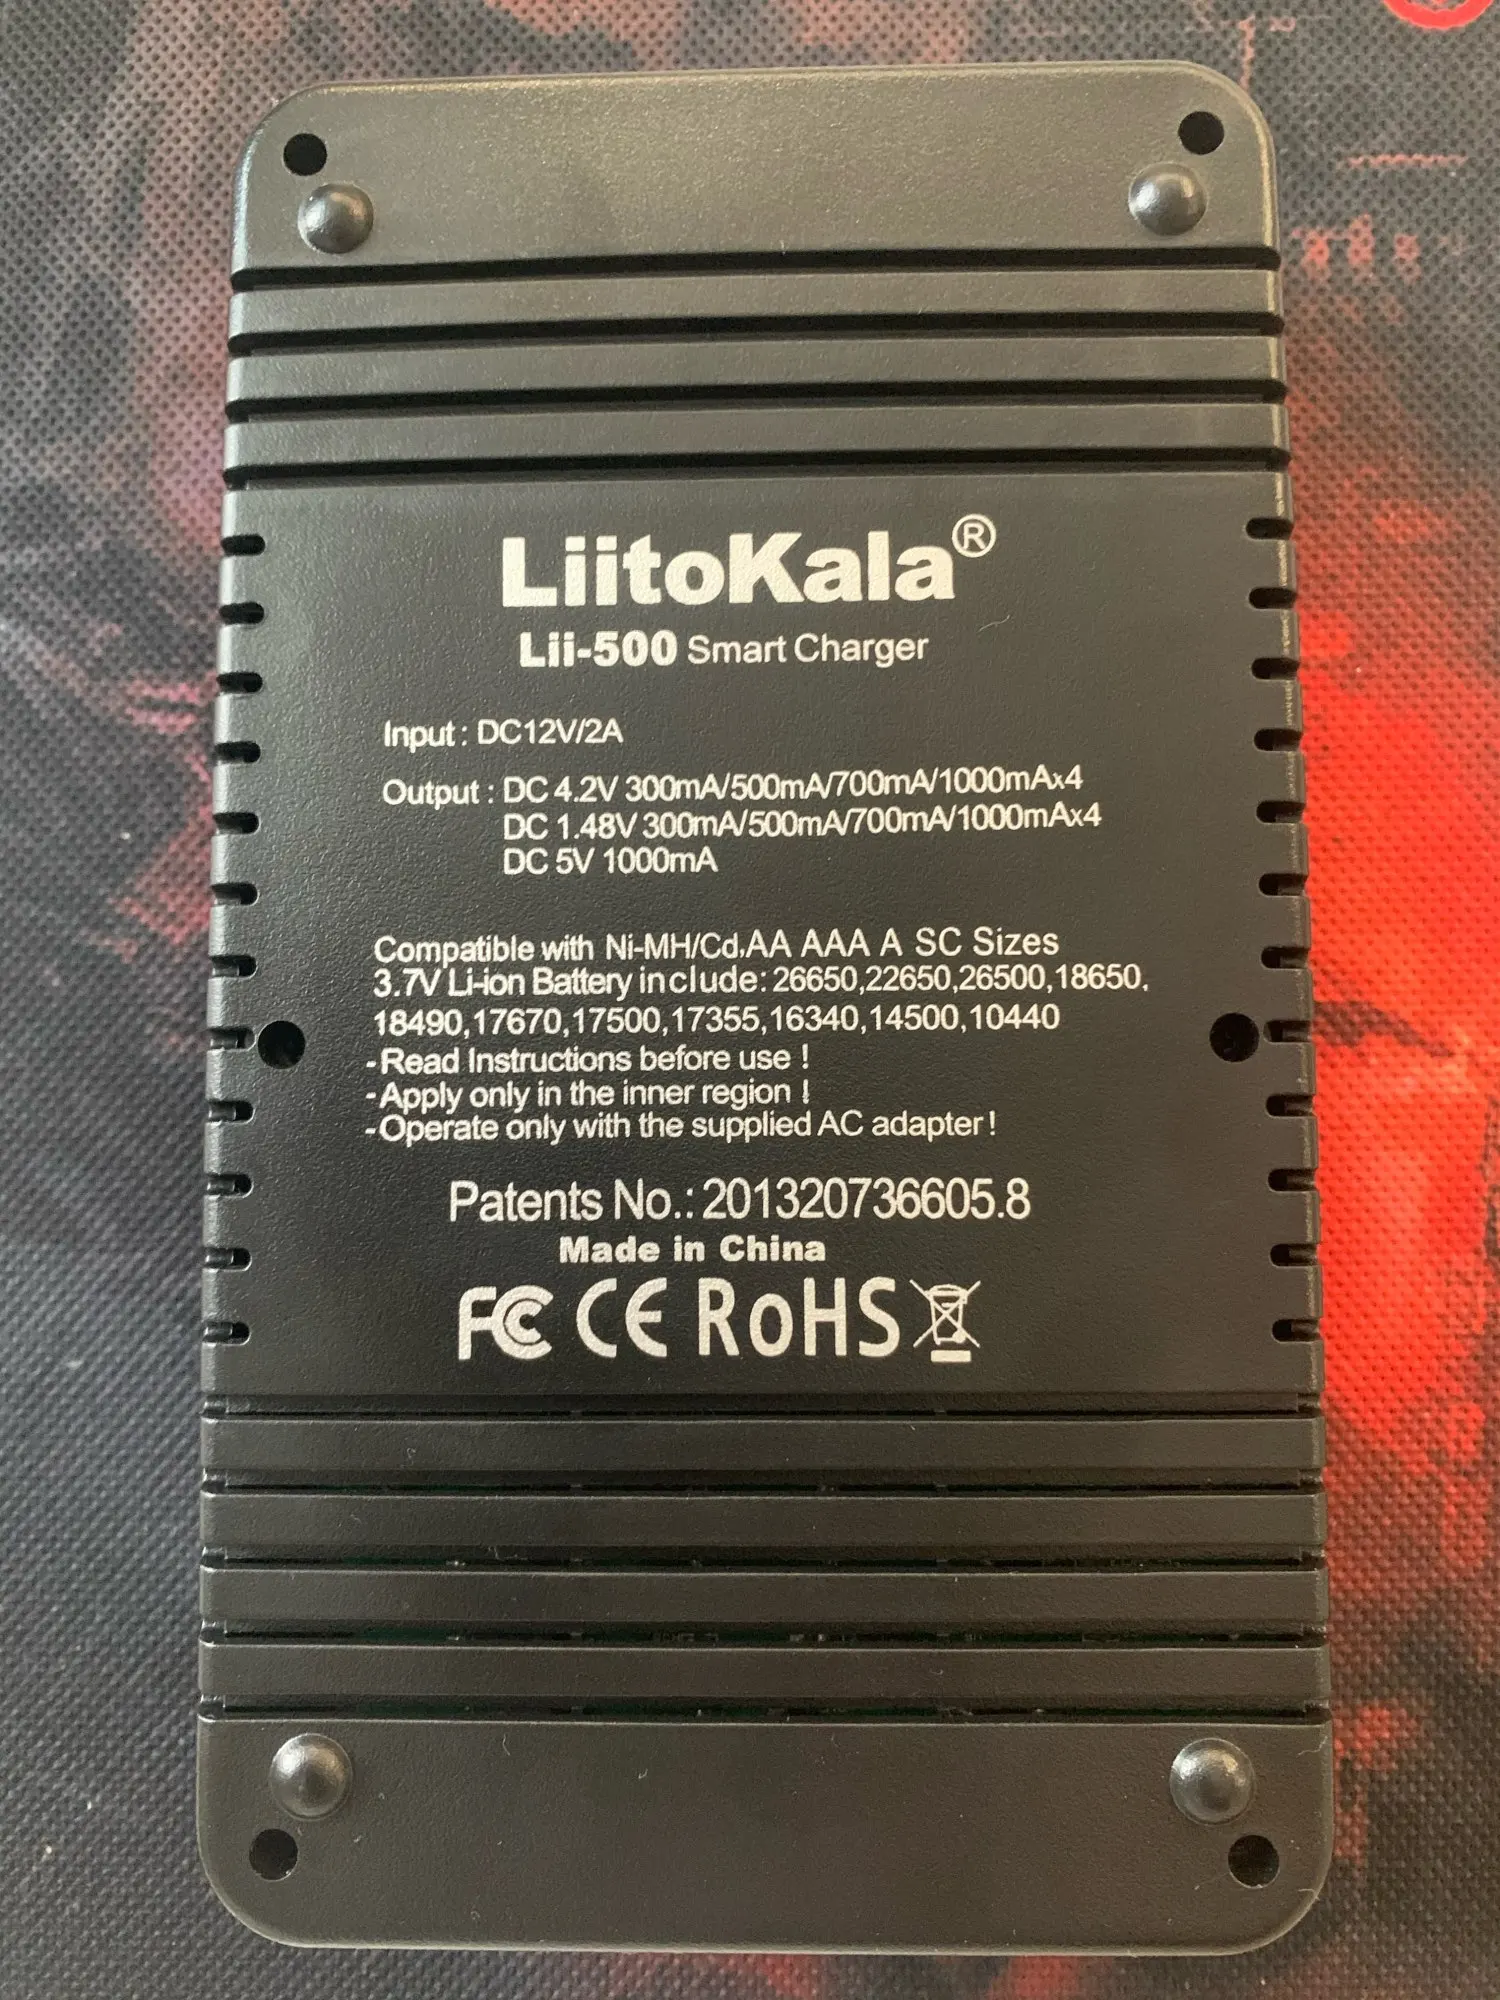 LiitoKala®
Lii-500 Smart Charger
Input : DC12V/2A
Output : DC 4.2V 300mA/500mA/700mA/1000mAx4
DC 1.48V 300mA/500mA/700mA/1000mAx4
DC 5V 1000mA
Compatible with Ni-MH/Cd,AA AAA A SC Sizes
3.7V Li-ion Battery include: 26650,22650,26500,18650,
18490,17670,17500,17355,16340,14500,10440
-Read Instructions before use !
-Apply only in the inner region !
-Operate only with the supplied AC adapter!
Patents No.: 201320736605.8
Made in China
FC CE RoHS